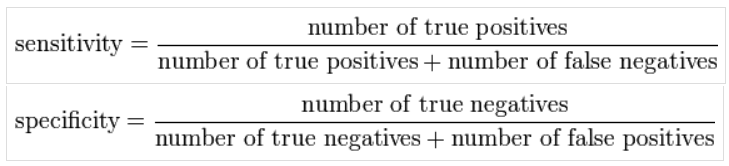 number of true positives
sensitivity =
number of true positives + number of false negatives
number of true negatives
specificity =
number of true negatives + number of false positives